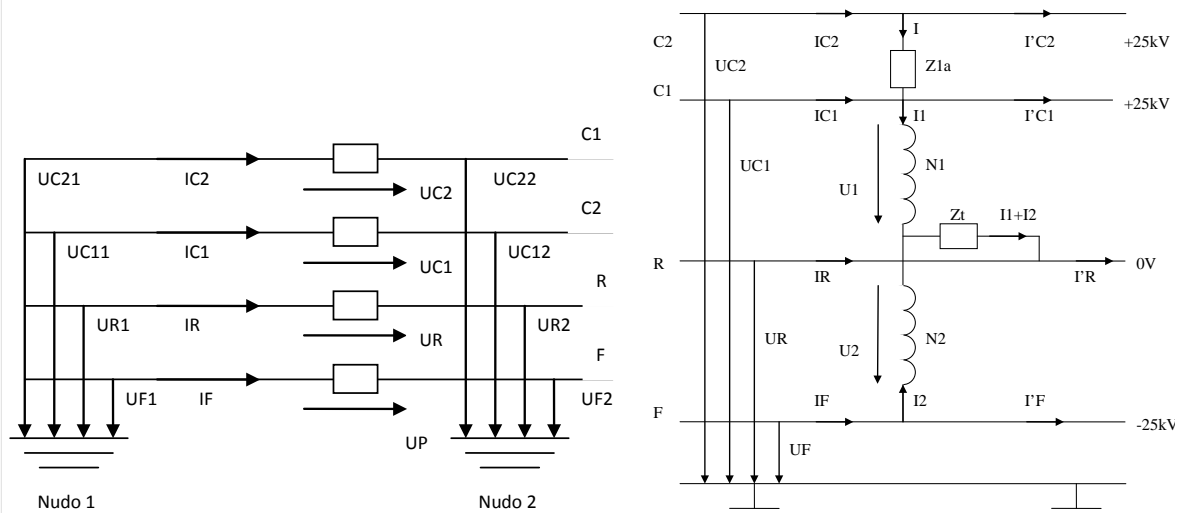 C1
UC21
IC2
UC2
UC22
C2
UC11
IC1
UC1
UC12
R
UR1
IR
UR
UR2
F
UF1
IF
UP
UF2
Nudo 1
Nudo 2
C2
IC2
I
I'C2
+25kV
UC2
Z1a
C1
IC1
I1
I'C1
+25kV
UC1
U1
N1
Zt
I1+I2
R
IR
I'R
0V
UR
U2
N2
F
IF
I2
I'F
-25kV
UF